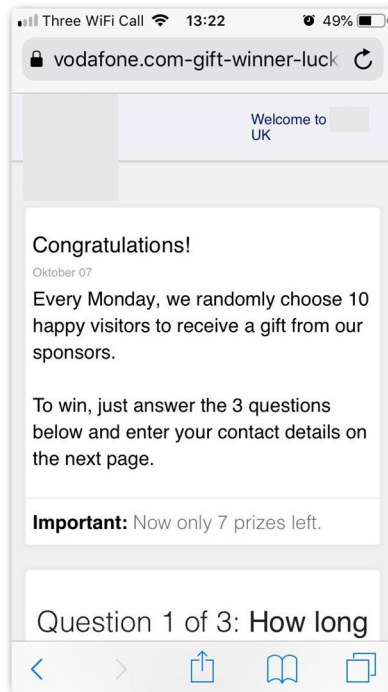 Three WiFi Call 13:22 49%
vodafone.com-gift-winner-luck
Welcome to
UK
Congratulations!
Oktober 07
Every Monday, we randomly choose 10
happy visitors to receive a gift from our
sponsors.
To win, just answer the 3 questions
below and enter your contact details on
the next page.
Important: Now only 7 prizes left.
Question 1 of 3: How long